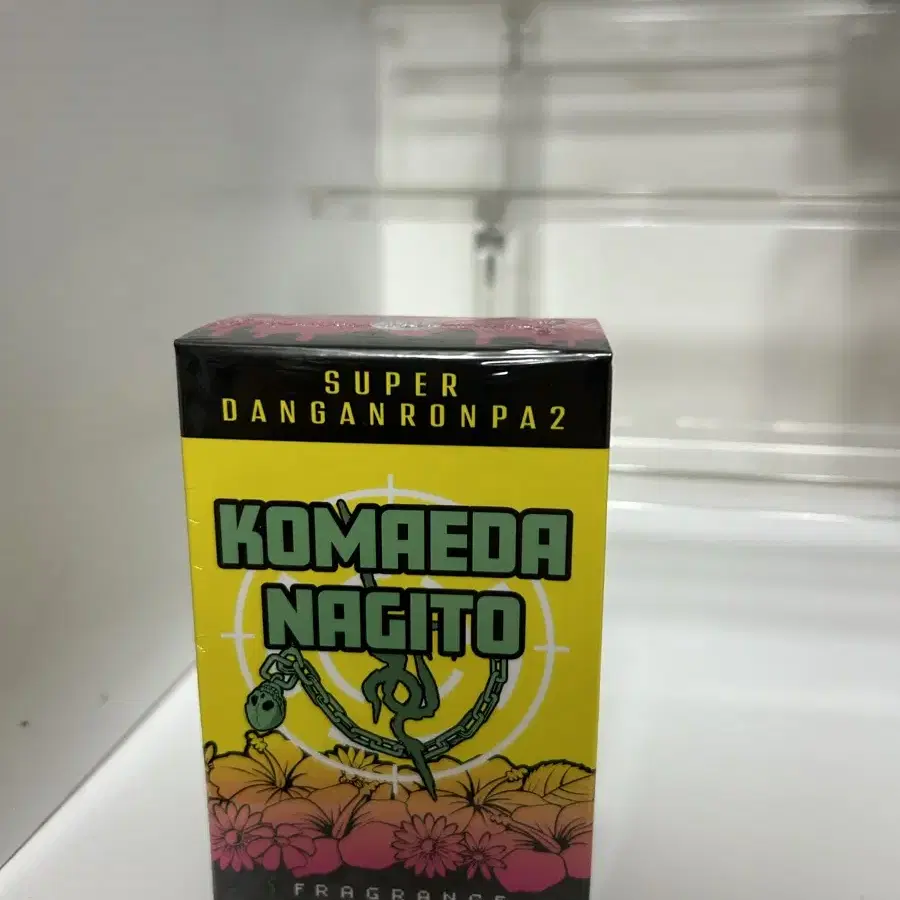 SUPER
DANGANRONPA2
KOMAEDA
NAGITO
FRAGRANCE